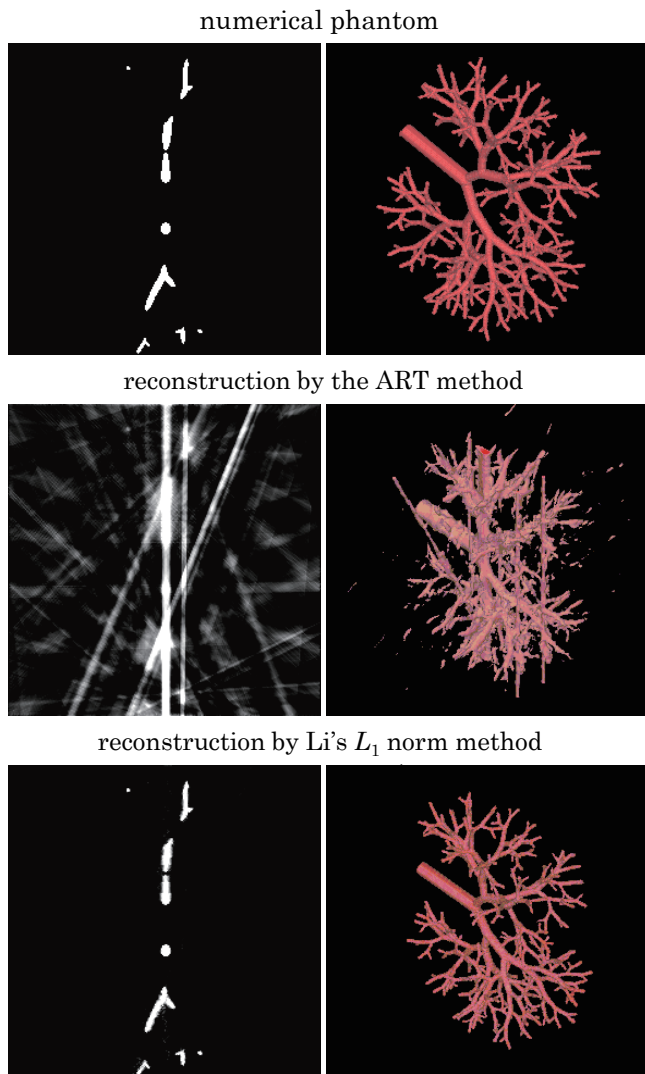 numerical phantom
reconstruction by the ART method
reconstruction by Li's L₁ norm method